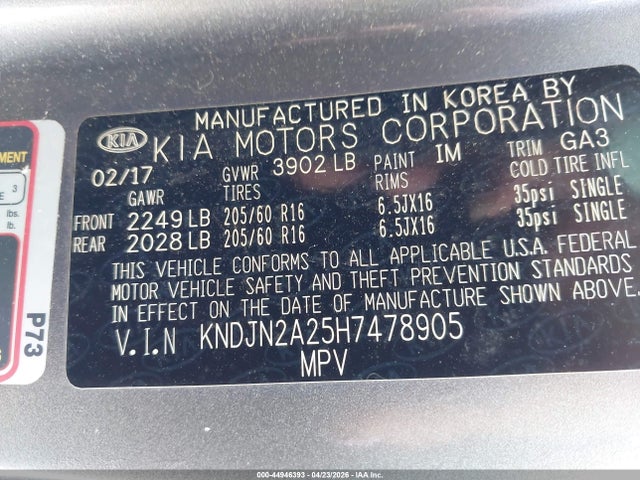 MANUFACTURED IN KOREA BY
KIA KIA MOTORS CORPORATION
02/17 GVWR 3902 LB PAINT IM TRIM GA3
GAWR TIRES RIMS COLD TIRE INFL
FRONT 2249 LB 205/60 R16 6.5JX16 35psi SINGLE
REAR 2028 LB 205/60 R16 6.5JX16 35psi SINGLE
THIS VEHICLE CONFORMS TO ALL APPLICABLE U.S.A. FEDERAL
MOTOR VEHICLE SAFETY AND THEFT PREVENTION STANDARDS
IN EFFECT ON THE DATE OF MANUFACTURE SHOWN ABOVE.
V.I.N KNDJN2A25H7478905
MPV
MENT
3
E
lbs.
lb.
P73
000-44946393 - 04/23/2026 - IAA Inc.